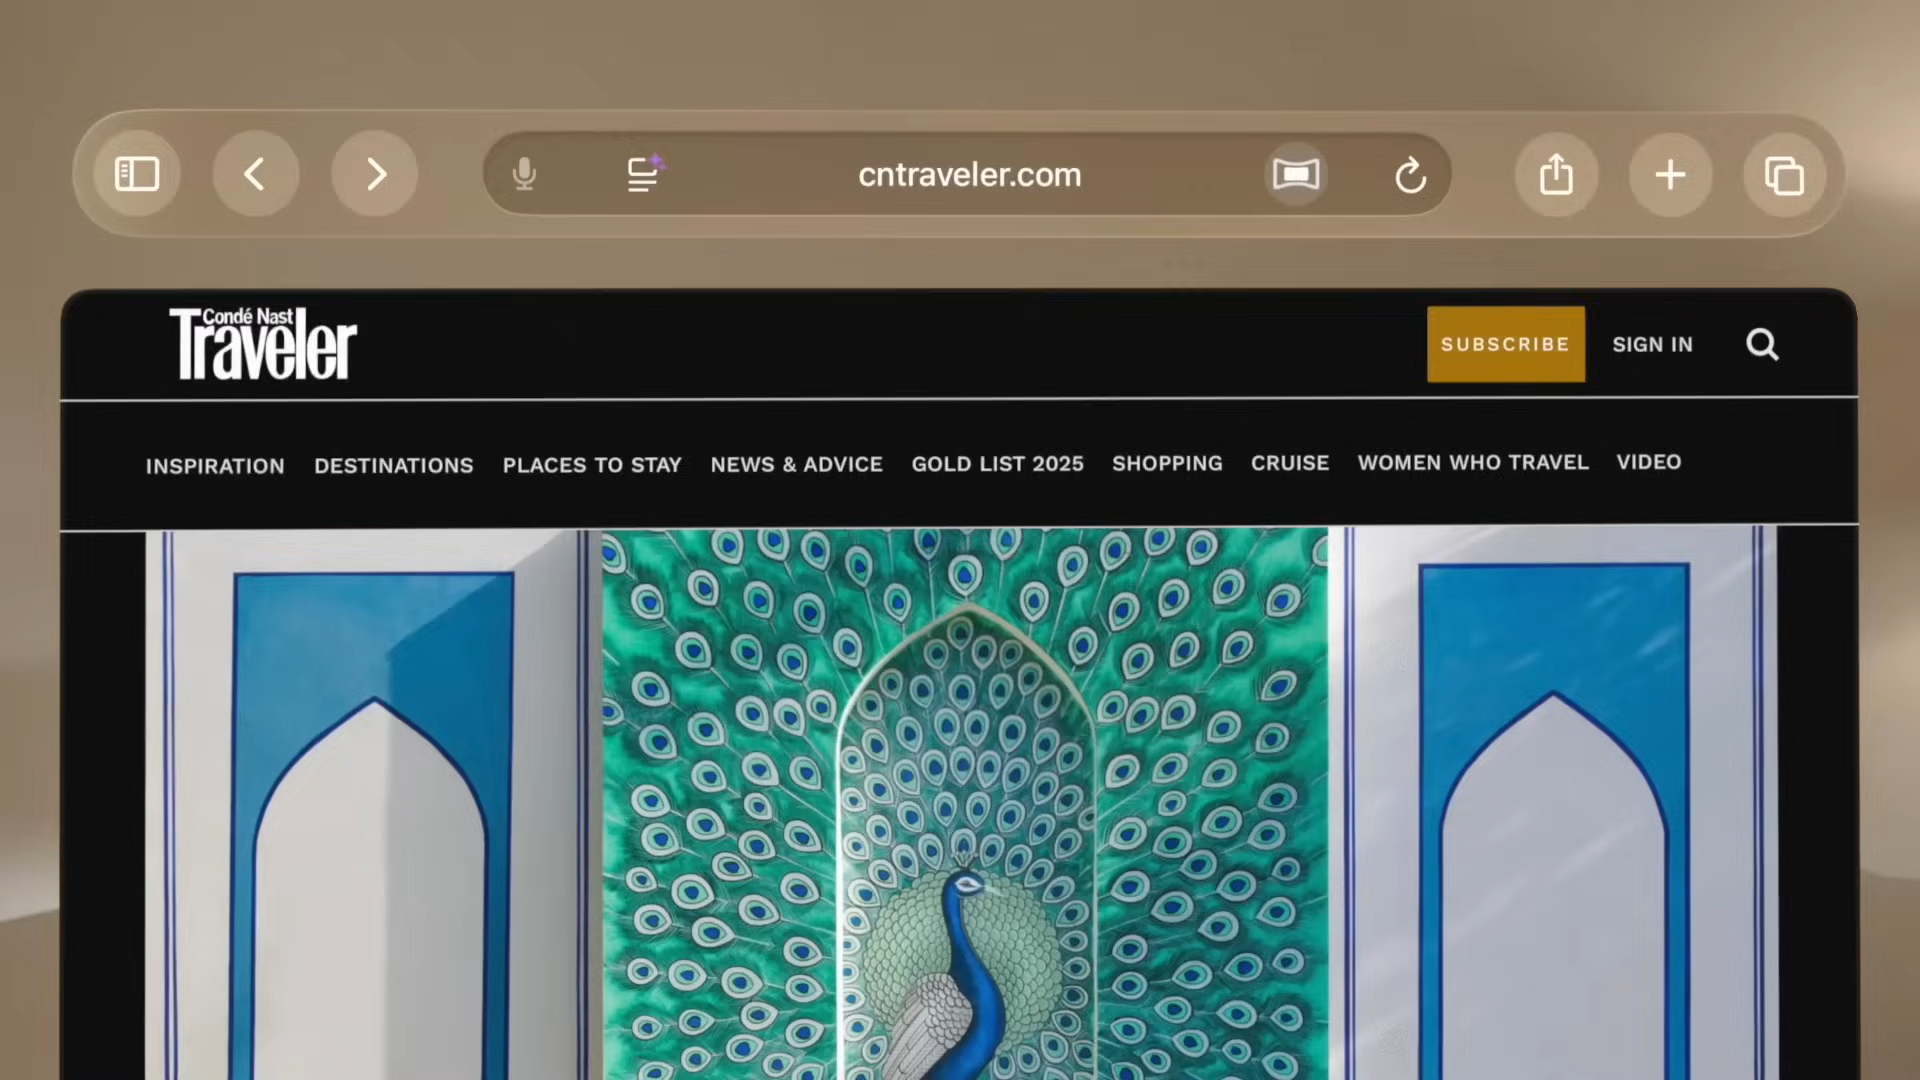 cntraveler.com
Condé Nast
Traveler
SUBSCRIBE
SIGN IN
INSPIRATION DESTINATIONS PLACES TO STAY NEWS & ADVICE GOLD LIST 2025 SHOPPING CRUISE WOMEN WHO TRAVEL VIDEO